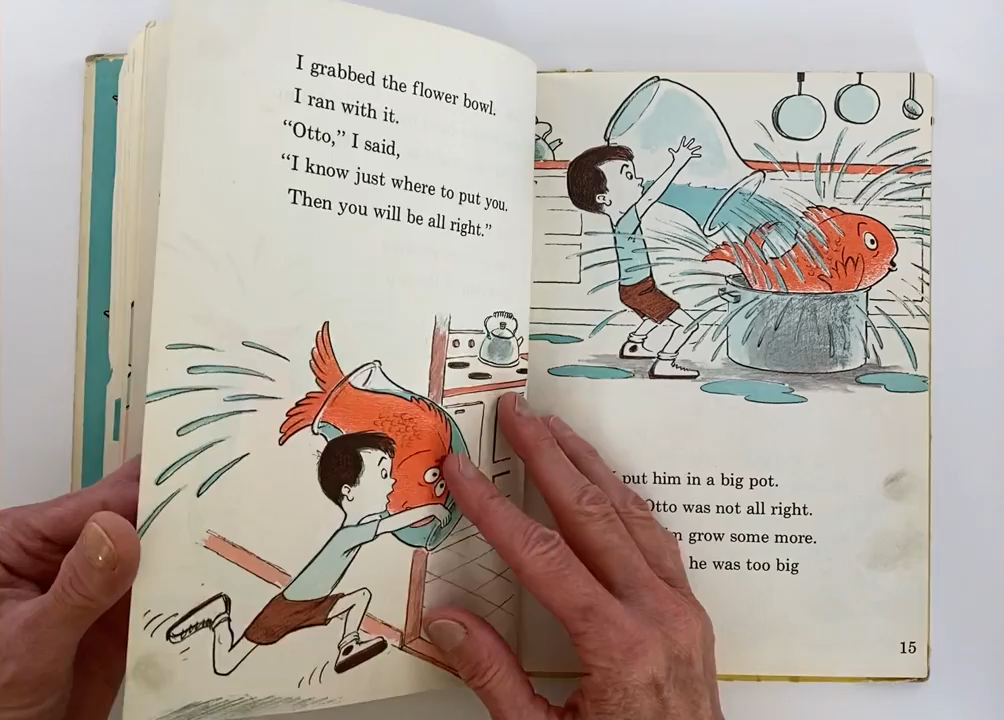 I grabbed the flower bowl.
I ran with it.
“Otto,” I said,
“I know just where to put you.
Then you will be all right.”
put him in a big pot.
Otto was not all right.
grow some more.
he was too big
15